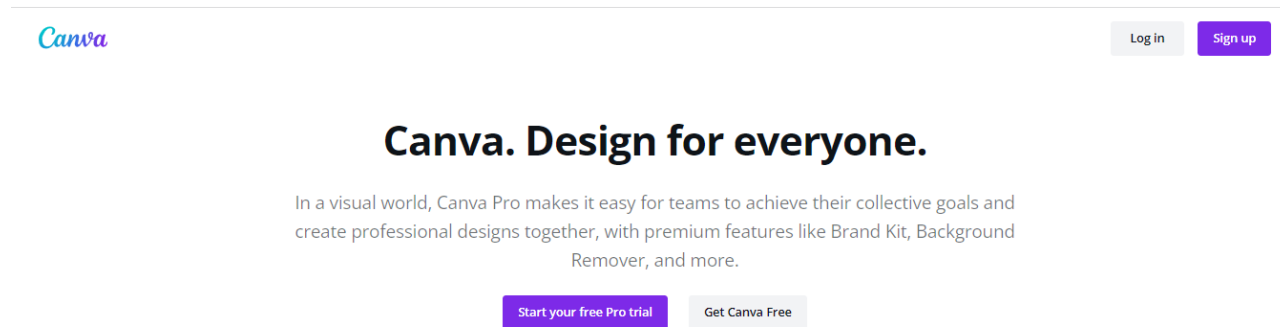 Canva
Log in
Sign up
Canva. Design for everyone.
In a visual world, Canva Pro makes it easy for teams to achieve their collective goals and
create professional designs together, with premium features like Brand Kit, Background
Remover, and more.
Start your free Pro trial
Get Canva Free